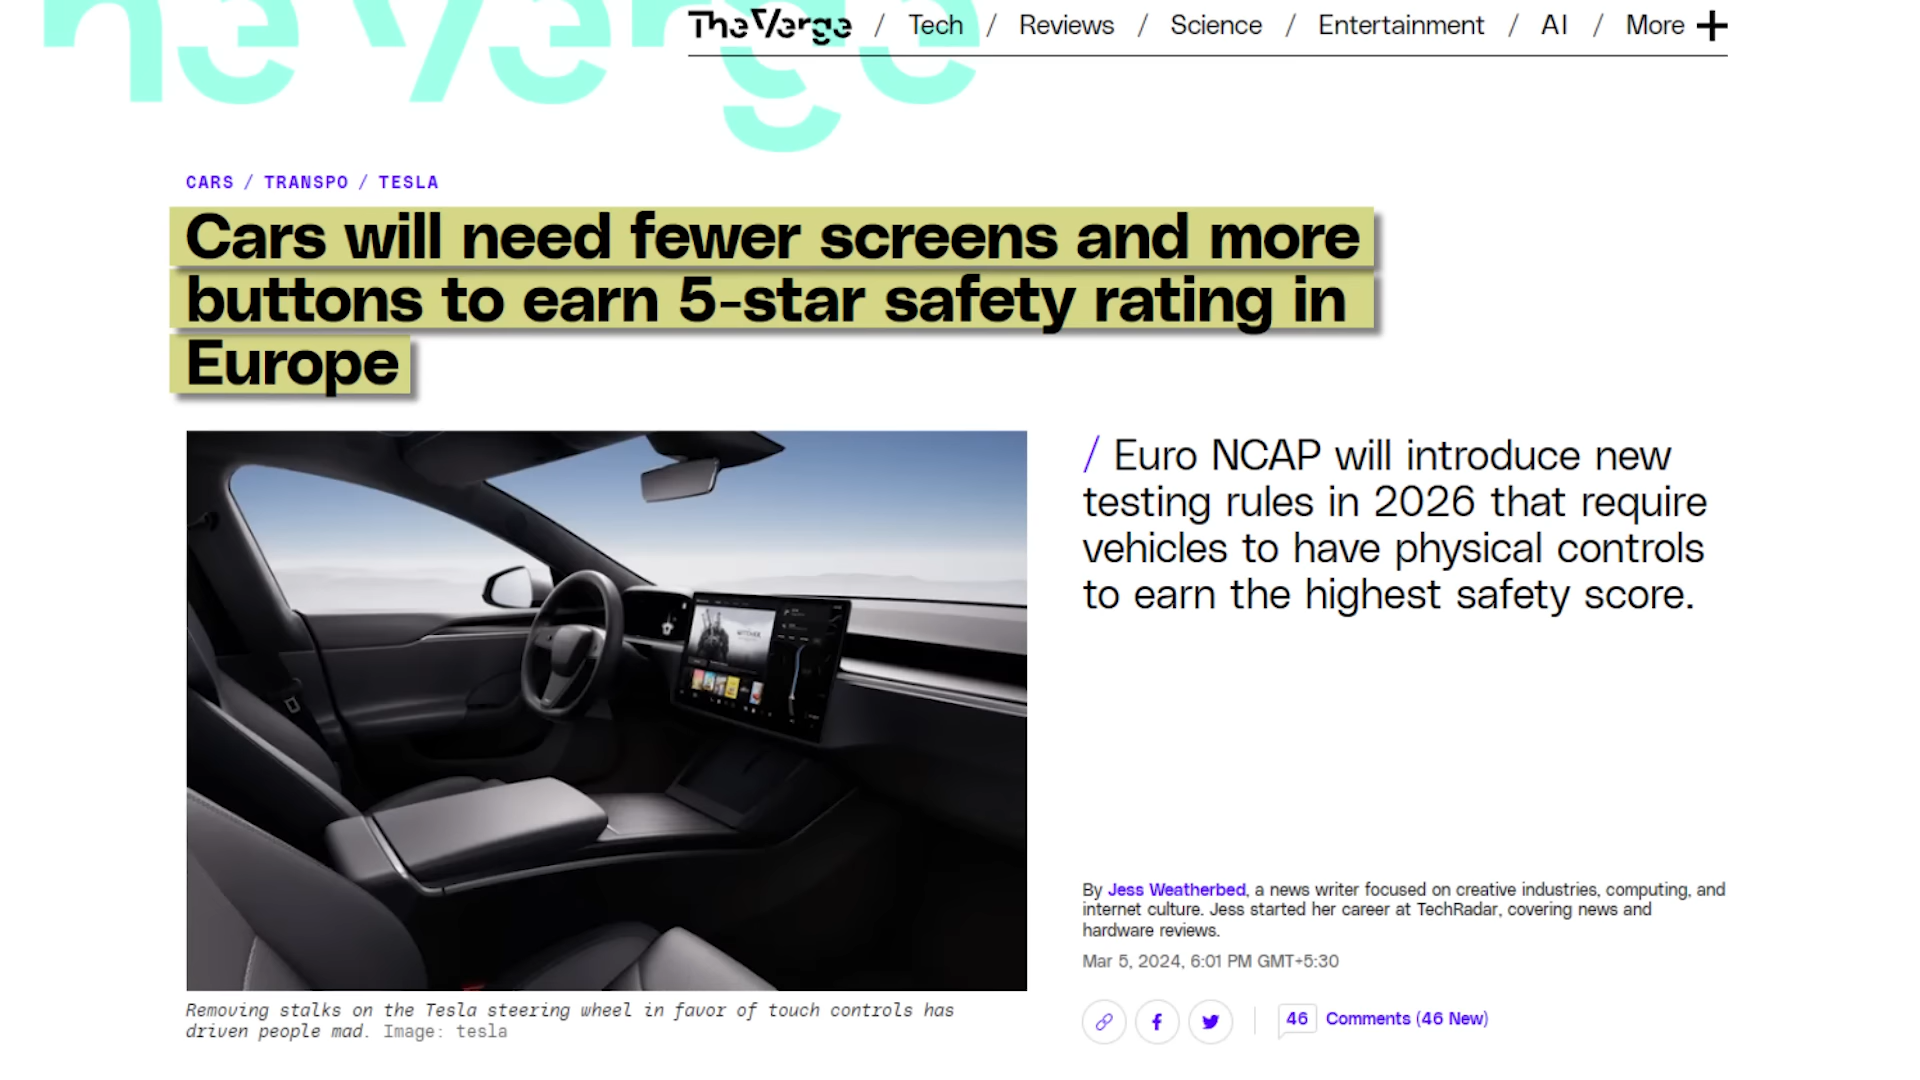 The Verge
The Verge / Tech / Reviews / Science / Entertainment / AI / More +
CARS / TRANSPO / TESLA
Cars will need fewer screens and more
buttons to earn 5-star safety rating in
Europe
/ Euro NCAP will introduce new
testing rules in 2026 that require
vehicles to have physical controls
to earn the highest safety score.
By Jess Weatherbed, a news writer focused on creative industries, computing, and
internet culture. Jess started her career at TechRadar, covering news and
hardware reviews.
Mar 5, 2024, 6:01 PM GMT+5:30
46 Comments (46 New)
Removing stalks on the Tesla steering wheel in favor of touch controls has
driven people mad. Image: tesla